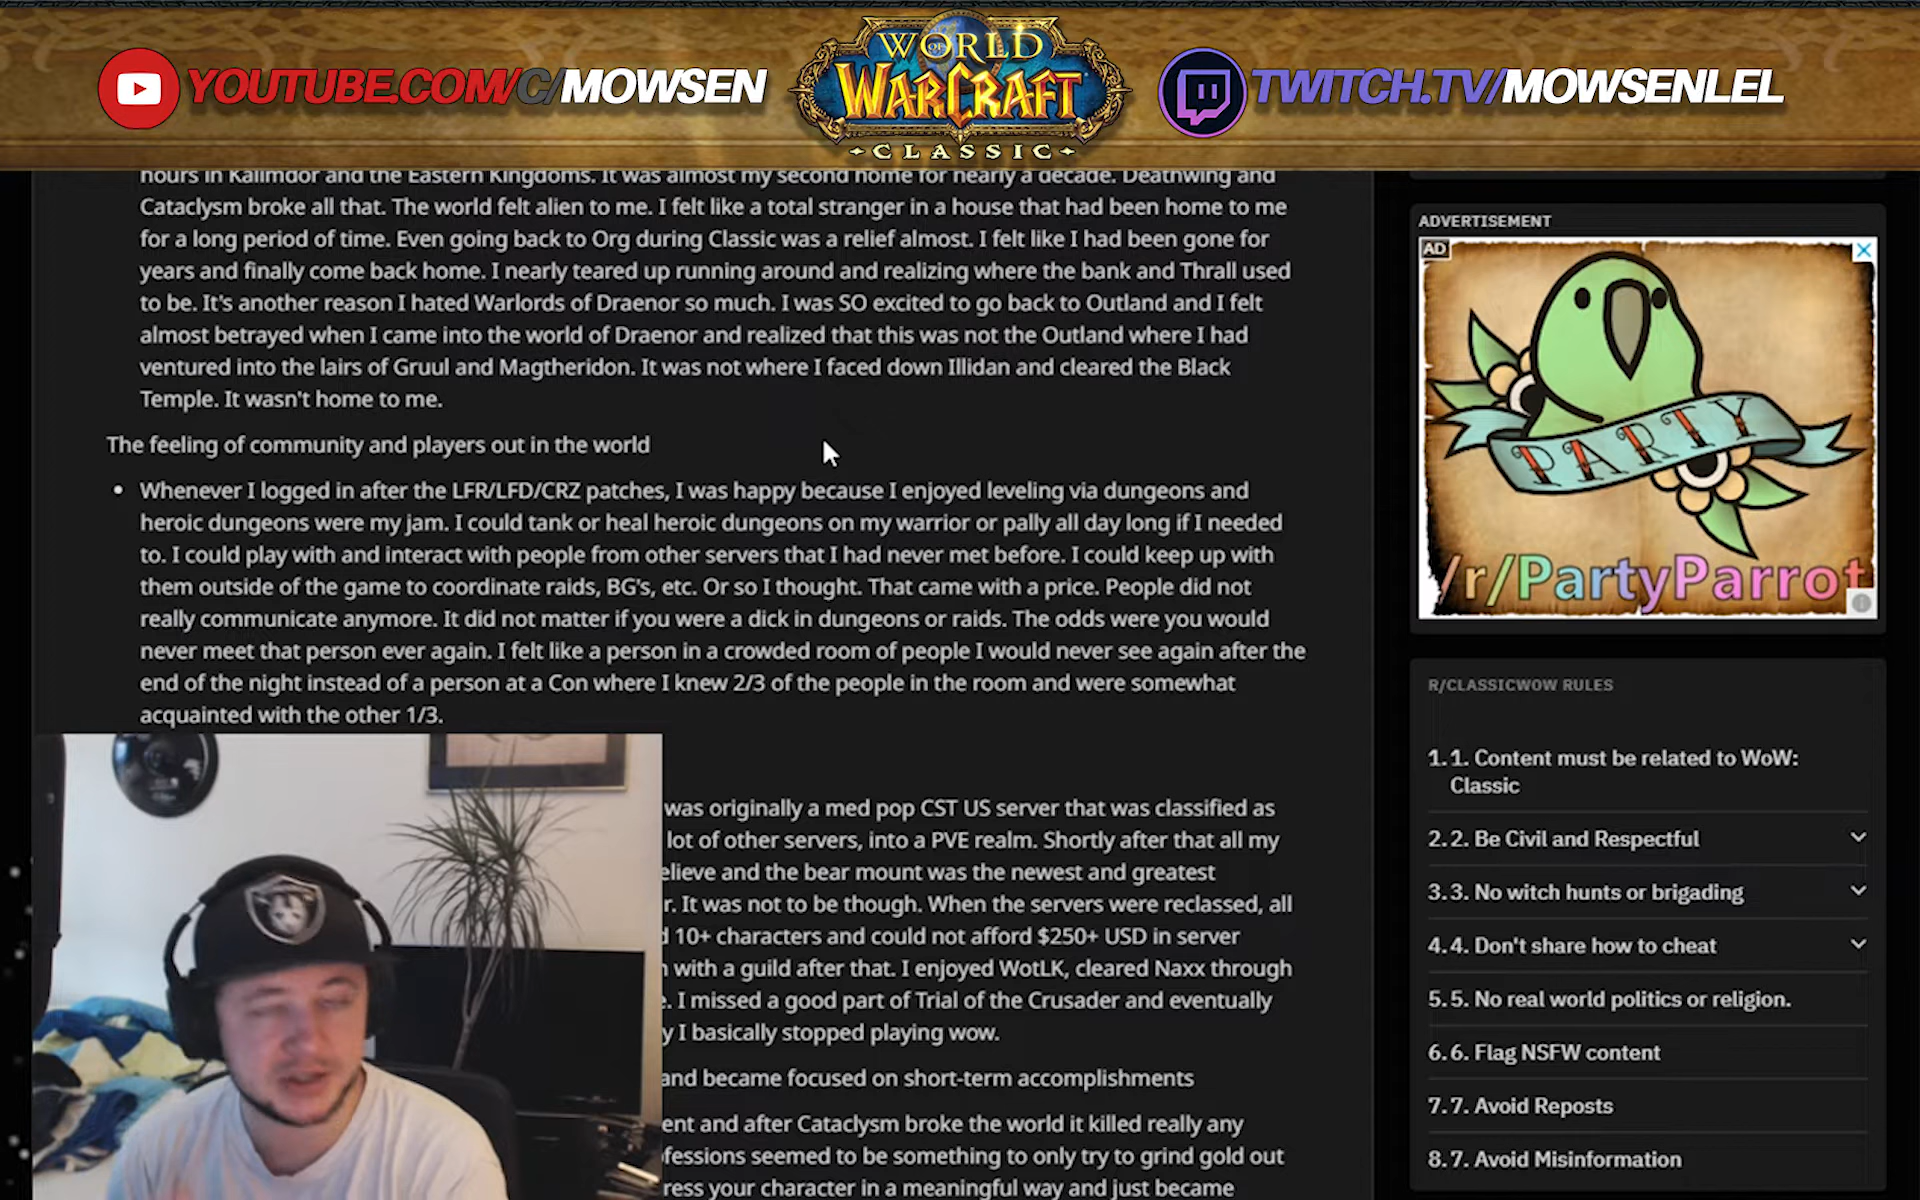 YOUTUBE.COM/C/MOWSEN
WORLD OF WARCRAFT
CLASSIC
TWITCH.TV/MOWSENLEL
hours in Kalimdor and the Eastern Kingdoms. It was almost my second home for nearly a decade. Deathwing and
Cataclysm broke all that. The world felt alien to me. I felt like a total stranger in a house that had been home to me
for a long period of time. Even going back to Org during Classic was a relief almost. I felt like I had been gone for
years and finally come back home. I nearly teared up running around and realizing where the bank and Thrall used
to be. It's another reason I hated Warlords of Draenor so much. I was SO excited to go back to Outland and I felt
almost betrayed when I came into the world of Draenor and realized that this was not the Outland where I had
ventured into the lairs of Gruul and Magtheridon. It was not where I faced down Illidan and cleared the Black
Temple. It wasn't home to me.
The feeling of community and players out in the world
• Whenever I logged in after the LFR/LFD/CRZ patches, I was happy because I enjoyed leveling via dungeons and
heroic dungeons were my jam. I could tank or heal heroic dungeons on my warrior or pally all day long if I needed
to. I could play with and interact with people from other servers that I had never met before. I could keep up with
them outside of the game to coordinate raids, BG's, etc. Or so I thought. That came with a price. People did not
really communicate anymore. It did not matter if you were a dick in dungeons or raids. The odds were you would
never meet that person ever again. I felt like a person in a crowded room of people I would never see again after the
end of the night instead of a person at a Con where I knew 2/3 of the people in the room and were somewhat
acquainted with the other 1/3.
was originally a med pop CST US server that was classified as
lot of other servers, into a PVE realm. Shortly after that all my
elieve and the bear mount was the newest and greatest
r. It was not to be though. When the servers were reclassed, all
10+ characters and could not afford $250+ USD in server
with a guild after that. I enjoyed WotLK, cleared Naxx through
. I missed a good part of Trial of the Crusader and eventually
y I basically stopped playing wow.
and became focused on short-term accomplishments
ent and after Cataclysm broke the world it killed really any
fessions seemed to be something to only try to grind gold out
ress your character in a meaningful way and just became
ADVERTISEMENT
AD
PARTY
/r/PartyParrot
R/CLASSICWOW RULES
1.1. Content must be related to WoW:
Classic
2.2. Be Civil and Respectful
3.3. No witch hunts or brigading
4.4. Don't share how to cheat
5.5. No real world politics or religion.
6.6. Flag NSFW content
7.7. Avoid Reposts
8.7. Avoid Misinformation